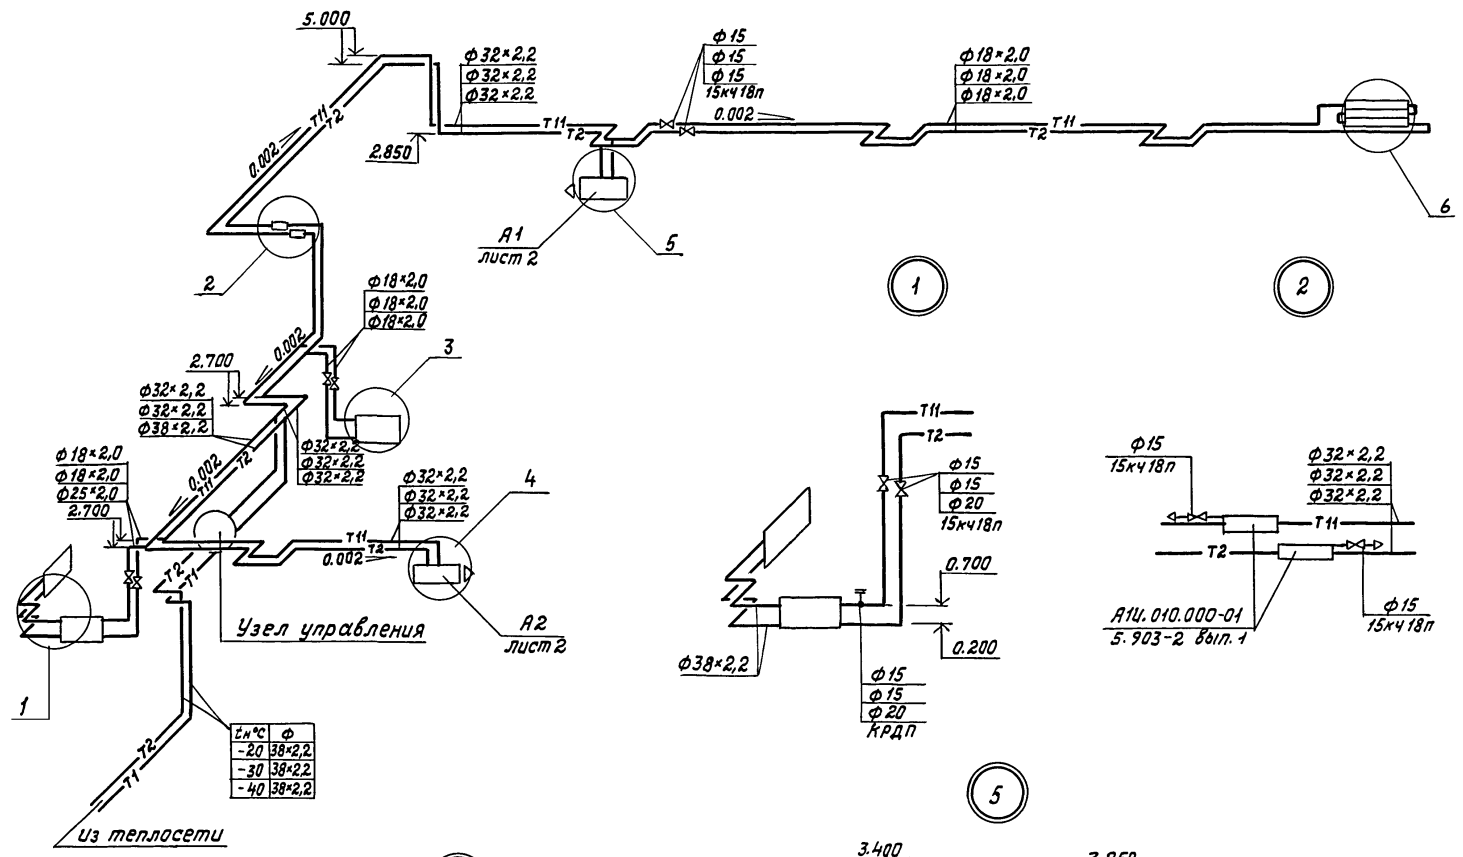 5.000
ф32×2,2
ф32×2,2
ф32×2,2
ф15
ф15
ф15
15кч18п
0.002
ф18×2,0
ф18×2,0
ф18×2,0
Т11
Т2
Т11
Т2
Т11
Т2
0.002
2.850
А1
лист 2
5
6
2
1
2
ф18×2,0
ф18×2,0
ф18×2,0
0.002
3
2.700
ф32×2,2
ф32×2,2
ф38×2,2
ф32×2,2
ф32×2,2
ф32×2,2
Т2
0.002
Т11
ф18×2,0
ф18×2,0
ф25×2,0
2.700
ф32×2,2
ф32×2,2
ф32×2,2
4
Т11
Т2
0.002
Т2
Т1
Узел управления
А2
лист 2
1
tн°С ф
-20 38×2,2
-30 38×2,2
-40 38×2,2
Т2
Т1
из теплосети
Т11
Т2
ф15
ф15
ф20
15кч18п
0.700
0.200
ф38×2,2
ф15
ф15
ф20
КРДП
ф15
15кч18п
ф32×2,2
ф32×2,2
ф32×2,2
Т11
Т2
А1И.010.000-01
5.903-2 вып.1
ф15
15кч18п
5
3.400